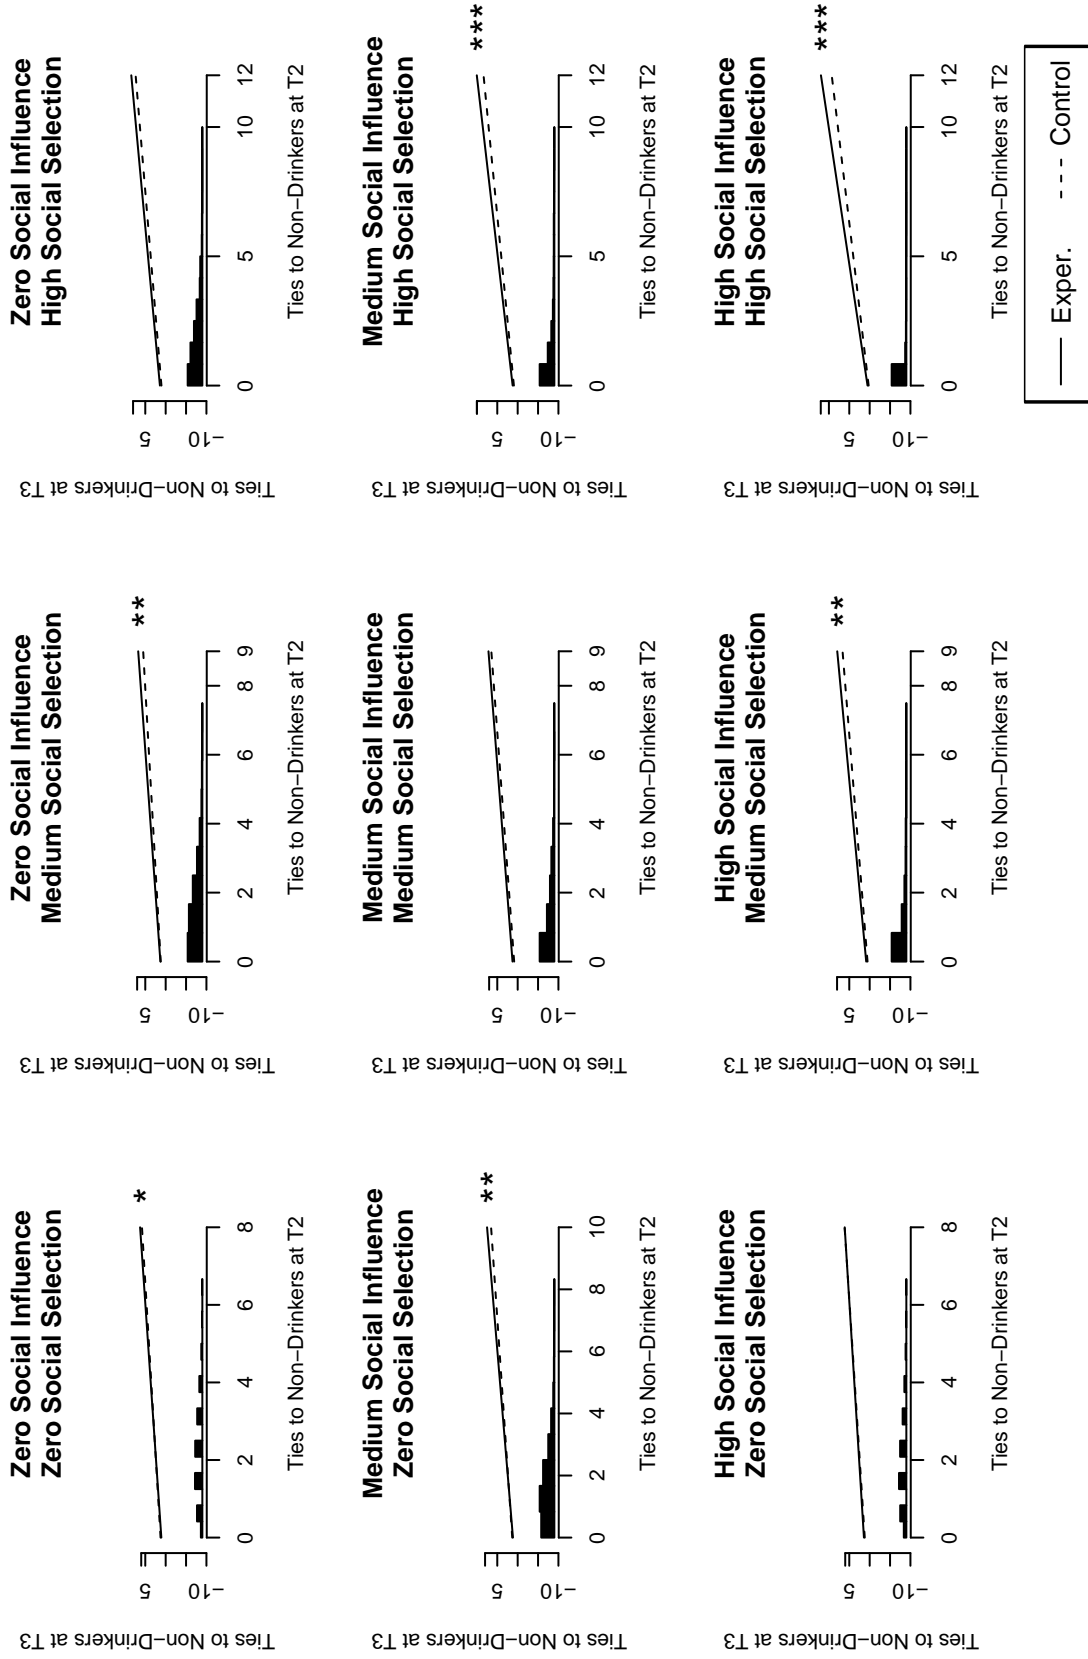 Zero Social Influence
Zero Social Selection
*
Ties to Non−Drinkers at T3
5
−10
0 2 4 6 8
Ties to Non−Drinkers at T2
Zero Social Influence
Medium Social Selection
**
Ties to Non−Drinkers at T3
5
−10
0 2 4 6 8 9
Ties to Non−Drinkers at T2
Zero Social Influence
High Social Selection
Ties to Non−Drinkers at T3
5
−10
0 5 10 12
Ties to Non−Drinkers at T2
Medium Social Influence
Zero Social Selection
**
Ties to Non−Drinkers at T3
5
−10
0 2 4 6 8 10
Ties to Non−Drinkers at T2
Medium Social Influence
Medium Social Selection
Ties to Non−Drinkers at T3
5
−10
0 2 4 6 8 9
Ties to Non−Drinkers at T2
Medium Social Influence
High Social Selection
***
Ties to Non−Drinkers at T3
5
−10
0 5 10 12
Ties to Non−Drinkers at T2
High Social Influence
Zero Social Selection
Ties to Non−Drinkers at T3
5
−10
0 2 4 6 8
Ties to Non−Drinkers at T2
High Social Influence
Medium Social Selection
**
Ties to Non−Drinkers at T3
5
−10
0 2 4 6 8 9
Ties to Non−Drinkers at T2
High Social Influence
High Social Selection
***
Ties to Non−Drinkers at T3
5
−10
0 5 10 12
Ties to Non−Drinkers at T2
Exper. Control